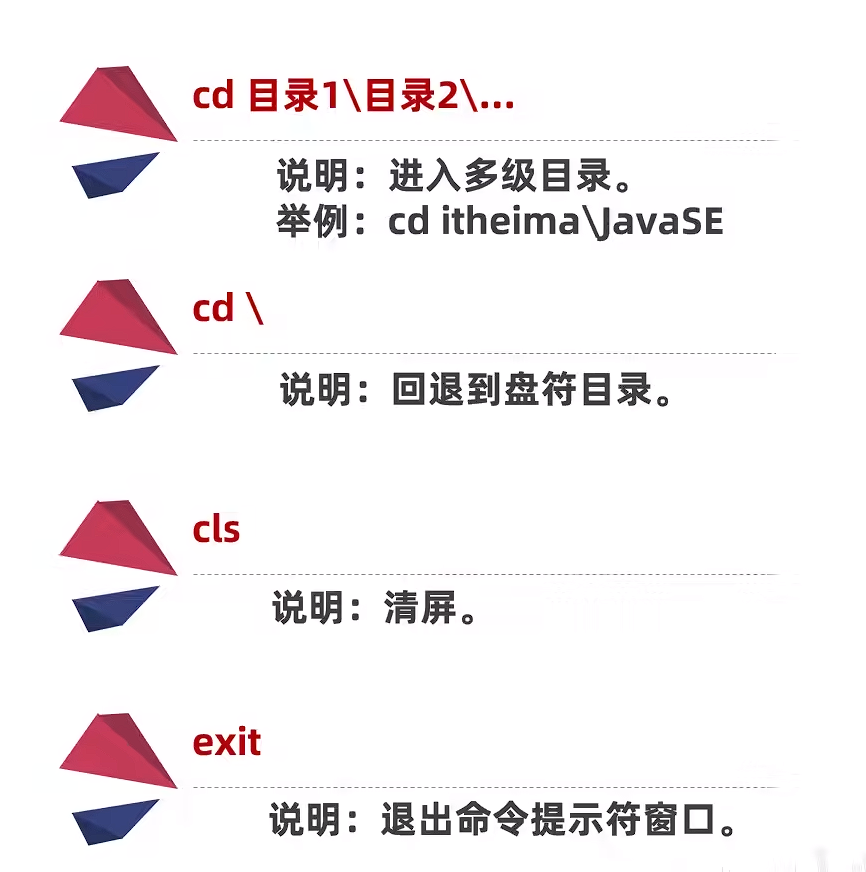 cd 目录1\目录2\...
说明：进入多级目录。
举例：cd itheima\JavaSE
cd \
说明：回退到盘符目录。
cls
说明：清屏。
exit
说明：退出命令提示符窗口。